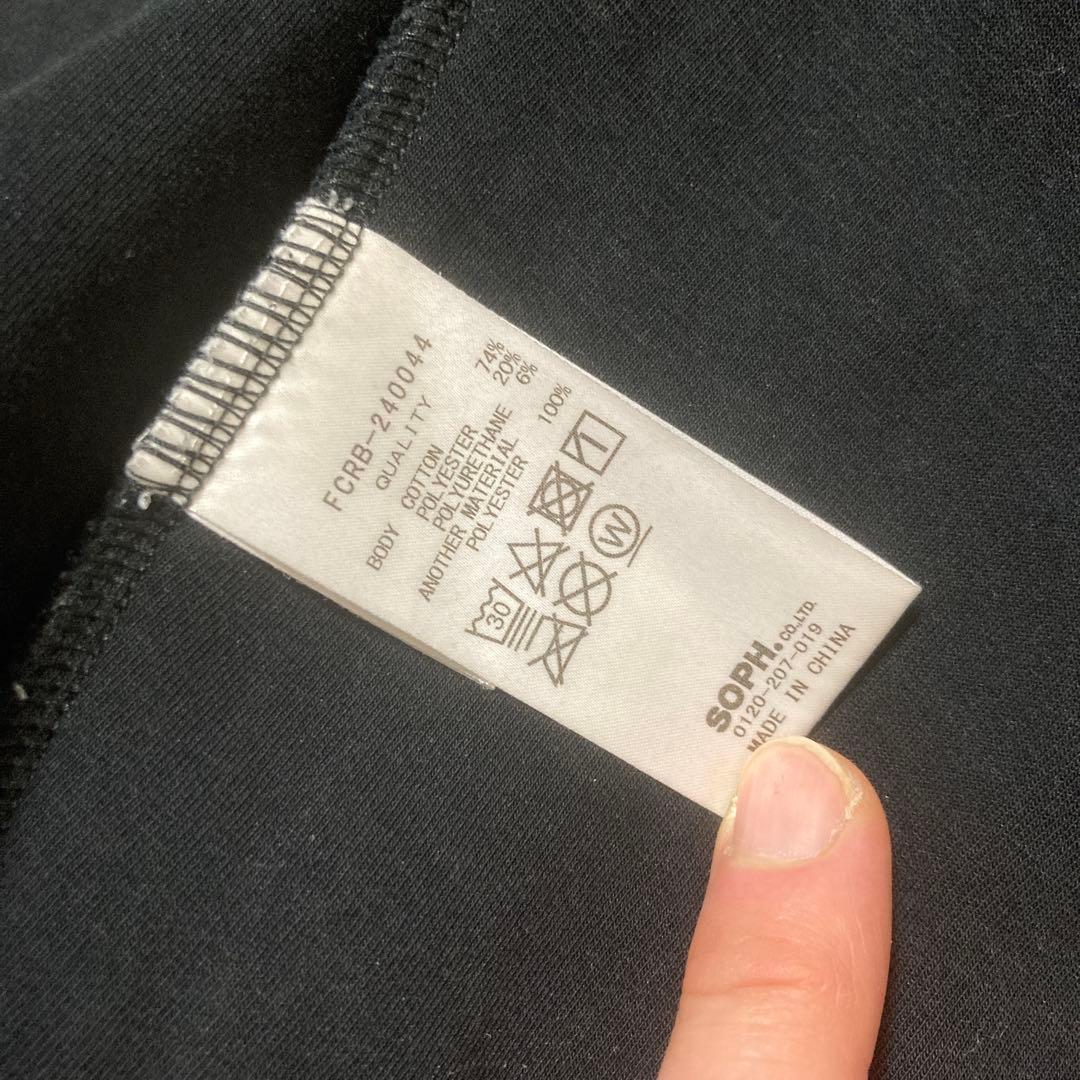 FCRB-240044
QUALITY
BODY COTTON 74%
POLYESTER 20%
POLYURETHANE 6%
ANOTHER MATERIAL
POLYESTER 100%
30
W
SOPH.CO.,LTD.
0120-207-019
MADE IN CHINA